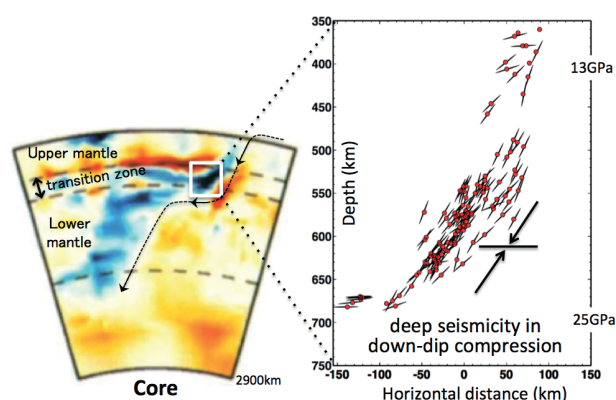 Upper mantle
transition zone
Lower
mantle
Core
2900km
350
400
450
500
550
600
650
700
750
Depth (km)
13GPa
25GPa
deep seismicity in
down-dip compression
-150 -100 -50 0 50 100 150
Horizontal distance (km)